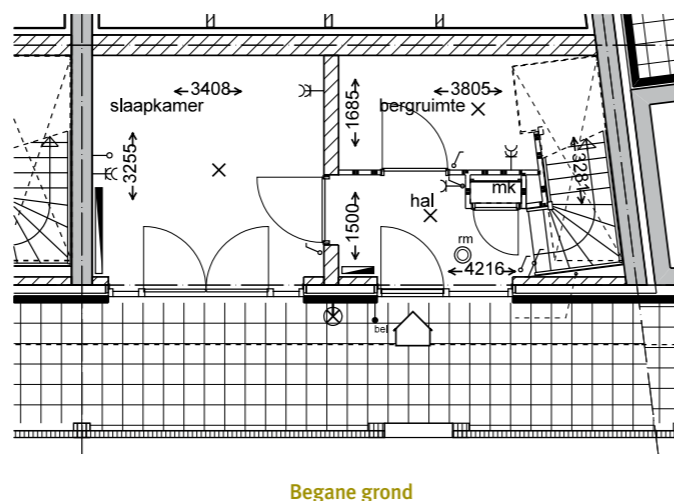 3408
3805
slaapkamer
bergruimte
1685
3255
3281
mk
hal
1500
rm
4216
bel
Begane grond